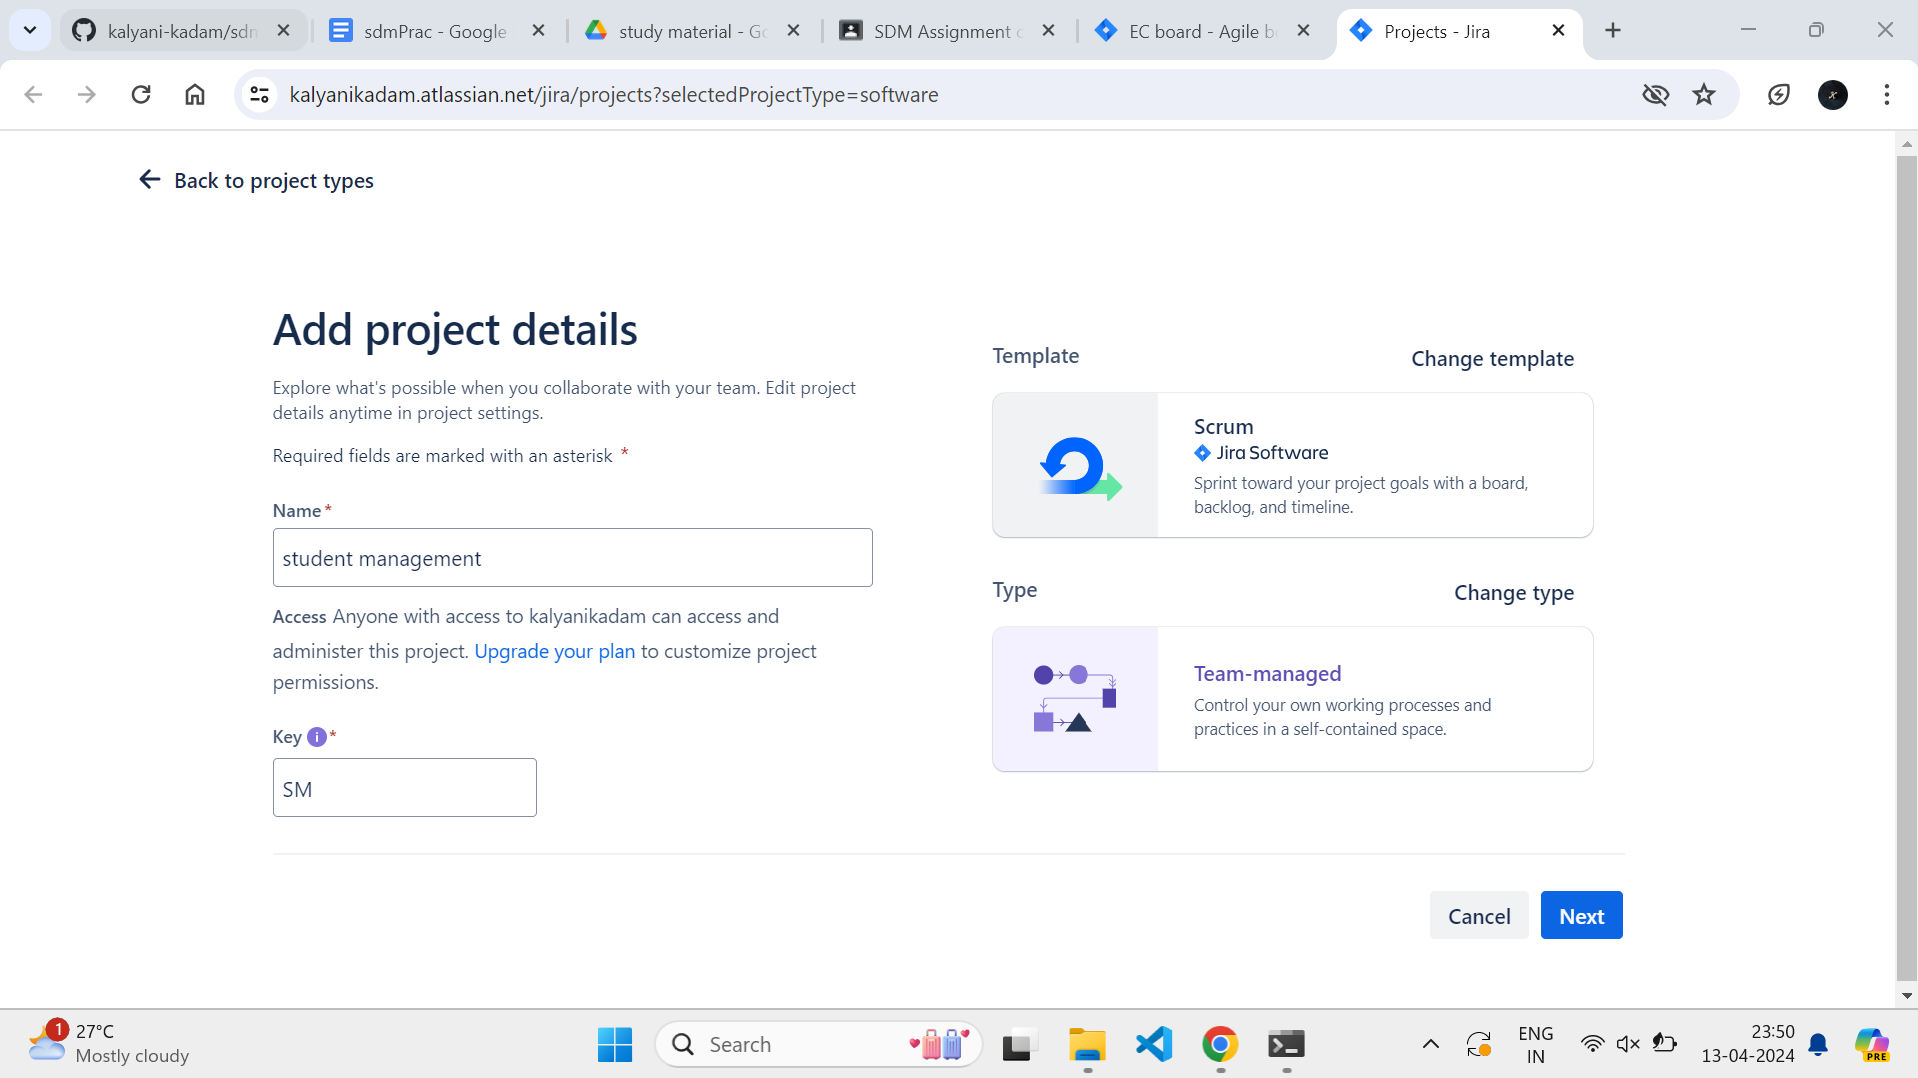 kalyani-kadam/sdm
sdmPrac - Google
study material - Go
SDM Assignment
EC board - Agile b
Projects - Jira
kalyanikadam.atlassian.net/jira/projects?selectedProjectType=software
Back to project types
Add project details
Explore what's possible when you collaborate with your team. Edit project
details anytime in project settings.
Required fields are marked with an asterisk *
Name *
student management
Access Anyone with access to kalyanikadam can access and
administer this project. Upgrade your plan to customize project
permissions.
Key i *
SM
Template
Change template
Scrum
Jira Software
Sprint toward your project goals with a board,
backlog, and timeline.
Type
Change type
Team-managed
Control your own working processes and
practices in a self-contained space.
Cancel
Next
1
27°C
Mostly cloudy
Search
ENG
IN
23:50
13-04-2024
PRE